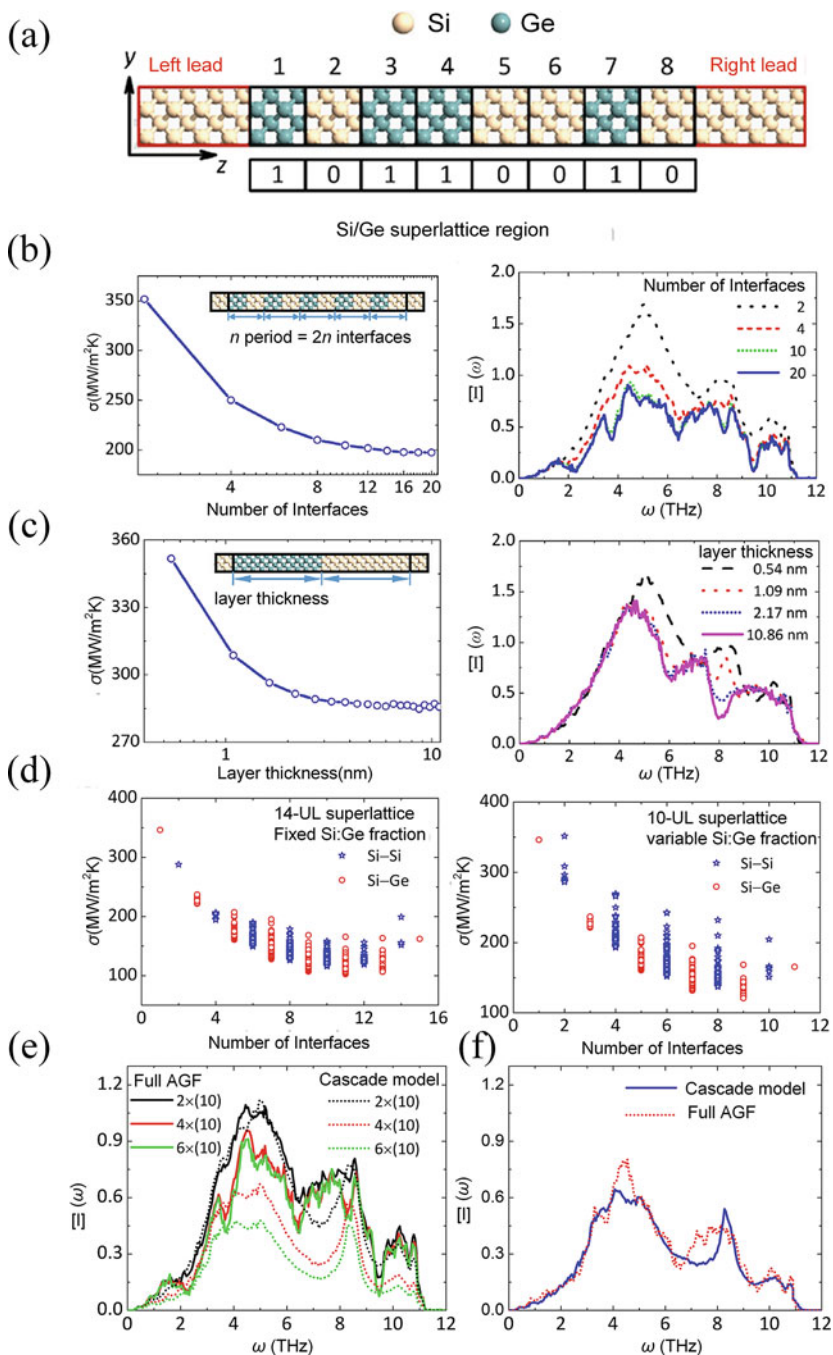 (a)
Si Ge
y
Left lead 1 2 3 4 5 6 7 8 Right lead
z
1 0 1 1 0 0 1 0
Si/Ge superlattice region
(b)
350
300
250
200
σ(MW/m²K)
n period = 2n interfaces
4 8 12 16 20
Number of Interfaces
2.0
1.5
1.0
0.5
0.0
Ξ (ω)
Number of Interfaces
2
4
10
20
0 2 4 6 8 10 12
ω (THz)
(c)
360
330
300
270
σ(MW/m²K)
layer thickness
1 10
Layer thickness(nm)
2.0
1.5
1.0
0.5
0.0
Ξ (ω)
layer thickness
0.54 nm
1.09 nm
2.17 nm
10.86 nm
0 2 4 6 8 10 12
ω (THz)
(d)
400
300
200
100
σ(MW/m²K)
14-UL superlattice
Fixed Si:Ge fraction
Si–Si
Si–Ge
0 2 4 6 8 10 12 14 16
Number of Interfaces
400
300
200
100
σ(MW/m²K)
10-UL superlattice
variable Si:Ge fraction
Si–Si
Si–Ge
0 2 4 6 8 10 12
Number of Interfaces
(e)
1.2
0.9
0.6
0.3
0.0
Ξ (ω)
Full AGF Cascade model
2×(10) 2×(10)
4×(10) 4×(10)
6×(10) 6×(10)
0 2 4 6 8 10 12
ω (THz)
(f)
1.2
0.9
0.6
0.3
0.0
Ξ (ω)
Cascade model
Full AGF
0 2 4 6 8 10 12
ω (THz)